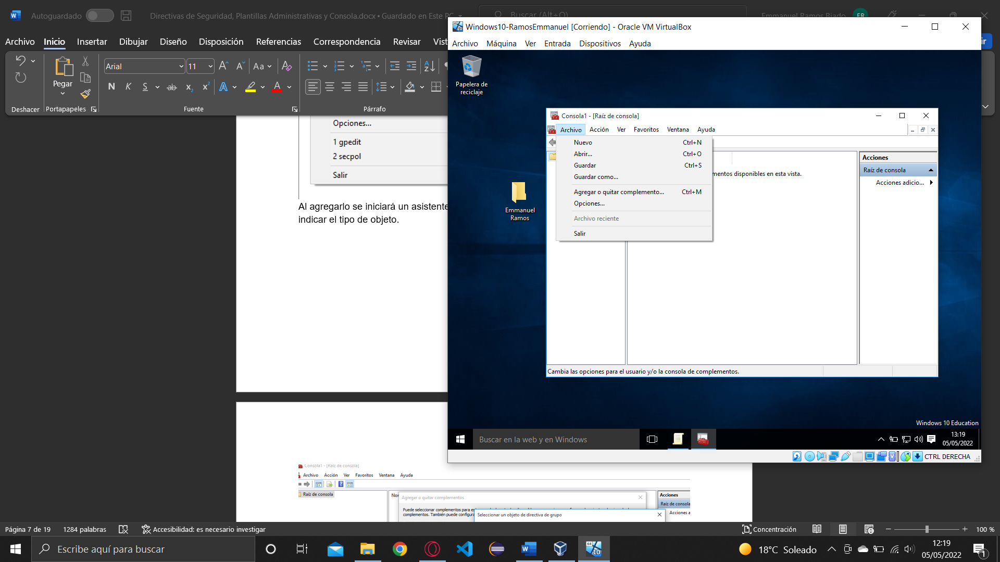 Autoguardado
Directivas de Seguridad, Plantillas Administrativas y Consola.docx • Guardado en Este PC
Buscar (Alt+Q)
Emmanuel Ramos Biado
ER
Archivo Inicio Insertar Dibujar Diseño Disposición Referencias Correspondencia Revisar Vist
ir
Arial 11
Aa
Pegar
N K S ab
Deshacer Portapapeles Fuente Párrafo
Opciones...
1 gpedit
2 secpol
Salir
Al agregarlo se iniciará un asistente
indicar el tipo de objeto.
Windows10-RamosEmmanuel [Corriendo] - Oracle VM VirtualBox
Archivo Máquina Ver Entrada Dispositivos Ayuda
Papelera de
reciclaje
Emmanuel
Ramos
Consola1 - [Raíz de consola]
Archivo Acción Ver Favoritos Ventana Ayuda
Nuevo Ctrl+N
Abrir... Ctrl+O
Guardar Ctrl+S
Guardar como...
Agregar o quitar complemento... Ctrl+M
Opciones...
Archivo reciente
Salir
mentos disponibles en esta vista.
Acciones
Raíz de consola
Acciones adicio...
Cambia las opciones para el usuario y/o la consola de complementos.
Windows 10 Education
Buscar en la web y en Windows
13:19
05/05/2022
CTRL DERECHA
Consola1 - [Raíz de consola]
Archivo Acción Ver Favoritos Ventana Ayuda
Raíz de consola
Nor
Agregar o quitar complementos
Puede seleccionar complementos para es
complementos. También puede configura
Seleccionar un objeto de directiva de grupo
Acciones
Raíz de consola
Acciones a
Página 7 de 19 1284 palabras Accesibilidad: es necesario investigar
Concentración 100 %
Escribe aquí para buscar
18°C Soleado
12:19
05/05/2022
1